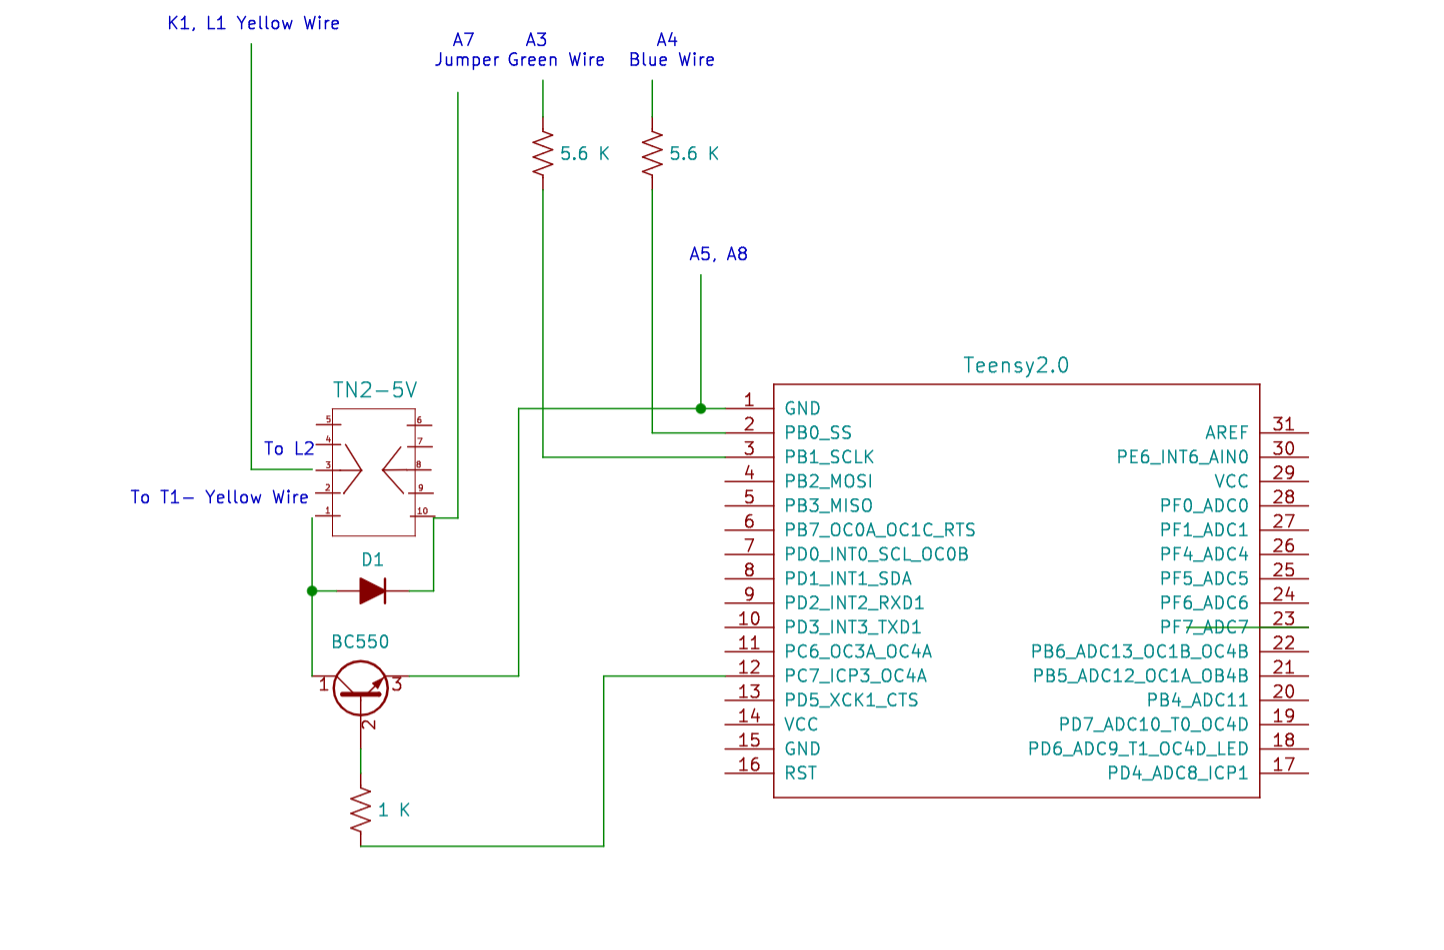 K1, L1 Yellow Wire
A7
A3
A4
Jumper
Green Wire
Blue Wire
5.6 K
5.6 K
A5, A8
Teensy2.0
TN2-5V
5
6
4
7
To L2
3
8
2
9
To T1- Yellow Wire
1
10
D1
BC550
1
3
2
1 K
1 GND
2 PB0_SS
3 PB1_SCLK
4 PB2_MOSI
5 PB3_MISO
6 PB7_OC0A_OC1C_RTS
7 PD0_INT0_SCL_OC0B
8 PD1_INT1_SDA
9 PD2_INT2_RXD1
10 PD3_INT3_TXD1
11 PC6_OC3A_OC4A
12 PC7_ICP3_OC4A
13 PD5_XCK1_CTS
14 VCC
15 GND
16 RST
AREF 31
PE6_INT6_AIN0 30
VCC 29
PF0_ADC0 28
PF1_ADC1 27
PF4_ADC4 26
PF5_ADC5 25
PF6_ADC6 24
PF7_ADC7 23
PB6_ADC13_OC1B_OC4B 22
PB5_ADC12_OC1A_OB4B 21
PB4_ADC11 20
PD7_ADC10_T0_OC4D 19
PD6_ADC9_T1_OC4D_LED 18
PD4_ADC8_ICP1 17